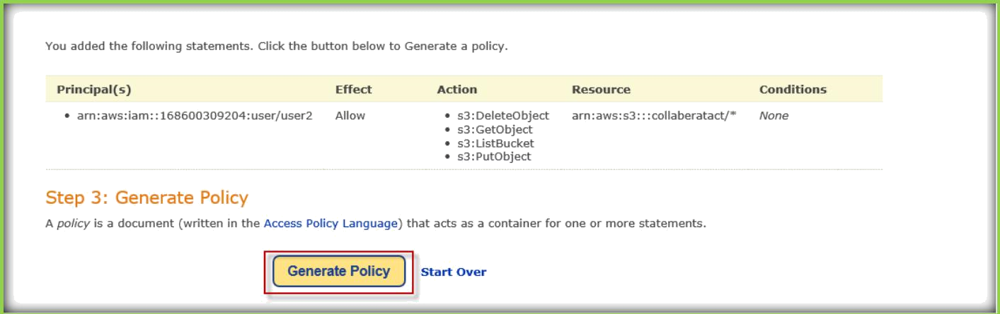 You added the following statements. Click the button below to Generate a policy.
Principal(s) Effect Action Resource Conditions
• arn:aws:iam::168600309204:user/user2 Allow • s3:DeleteObject arn:aws:s3:::collaberatact/* None
• s3:GetObject
• s3:ListBucket
• s3:PutObject
Step 3: Generate Policy
A policy is a document (written in the Access Policy Language) that acts as a container for one or more statements.
Generate Policy Start Over